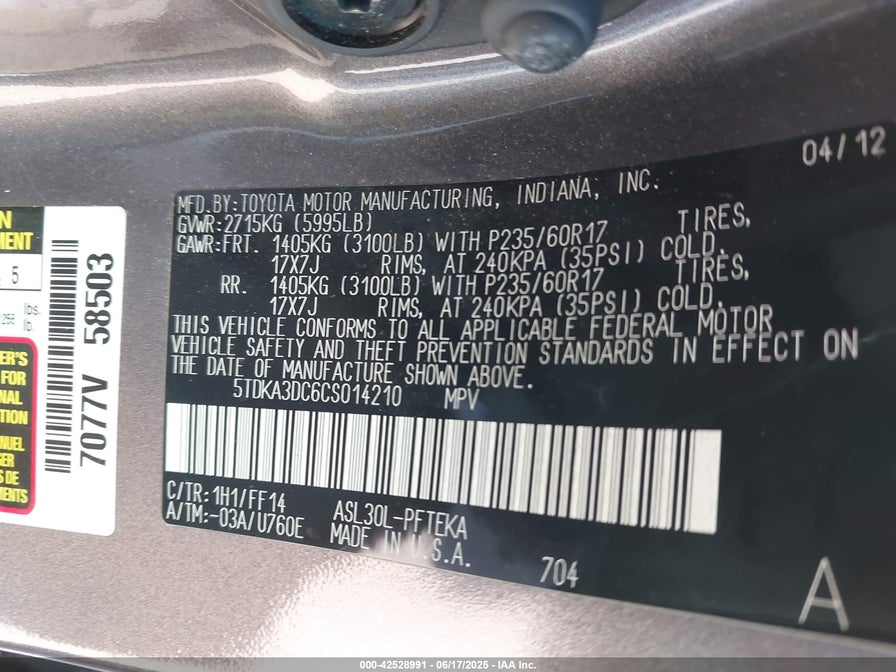 04/12
MFD.BY:TOYOTA MOTOR MANUFACTURING, INDIANA, INC.
GVWR:2715KG (5995LB)
GAWR:FRT. 1405KG (3100LB) WITH P235/60R17 TIRES,
17X7J RIMS, AT 240KPA (35PSI) COLD.
RR. 1405KG (3100LB) WITH P235/60R17 TIRES,
17X7J RIMS, AT 240KPA (35PSI) COLD.
THIS VEHICLE CONFORMS TO ALL APPLICABLE FEDERAL MOTOR
VEHICLE SAFETY AND THEFT PREVENTION STANDARDS IN EFFECT ON
THE DATE OF MANUFACTURE SHOWN ABOVE.
5TDKA3DC6CS014210 MPV
C/TR:1H1/FF14 ASL30L-PFTEKA
A/TM:-03A/U760E MADE IN U.S.A.
704
A
5
lbs.
lb.
FOR
7077V 58503
000-42528991 | 06/17/2025 | IAA Inc.